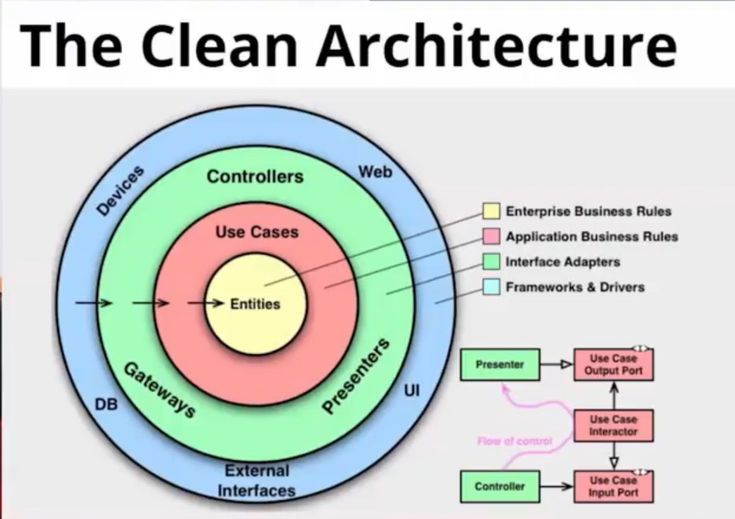 The Clean Architecture
Devices
Web
Controllers
Use Cases
Entities
Gateways
Presenters
DB
UI
External
Interfaces
Enterprise Business Rules
Application Business Rules
Interface Adapters
Frameworks & Drivers
Presenter
Use Case
Output Port
Use Case
Interactor
Flow of control
Controller
Use Case
Input Port